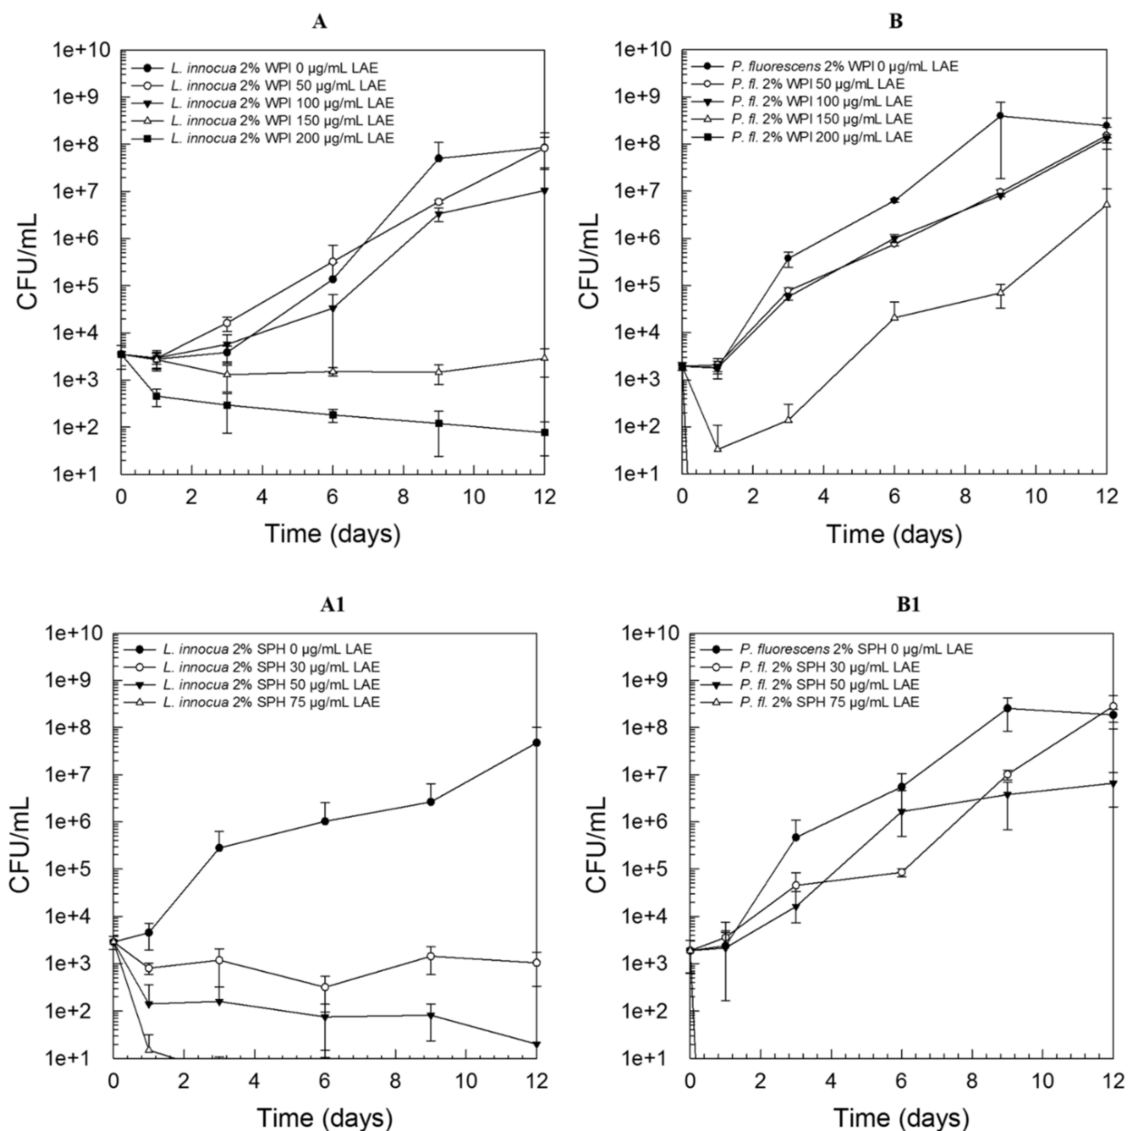 A
1e+10
1e+9
1e+8
1e+7
1e+6
1e+5
1e+4
1e+3
1e+2
1e+1
CFU/mL
L. innocua 2% WPI 0 µg/mL LAE
L. innocua 2% WPI 50 µg/mL LAE
L. innocua 2% WPI 100 µg/mL LAE
L. innocua 2% WPI 150 µg/mL LAE
L. innocua 2% WPI 200 µg/mL LAE
0 2 4 6 8 10 12
Time (days)
B
1e+10
1e+9
1e+8
1e+7
1e+6
1e+5
1e+4
1e+3
1e+2
1e+1
CFU/mL
P. fluorescens 2% WPI 0 µg/mL LAE
P. fl. 2% WPI 50 µg/mL LAE
P. fl. 2% WPI 100 µg/mL LAE
P. fl. 2% WPI 150 µg/mL LAE
P. fl. 2% WPI 200 µg/mL LAE
0 2 4 6 8 10 12
Time (days)
A1
1e+10
1e+9
1e+8
1e+7
1e+6
1e+5
1e+4
1e+3
1e+2
1e+1
CFU/mL
L. innocua 2% SPH 0 µg/mL LAE
L. innocua 2% SPH 30 µg/mL LAE
L. innocua 2% SPH 50 µg/mL LAE
L. innocua 2% SPH 75 µg/mL LAE
0 2 4 6 8 10 12
Time (days)
B1
1e+10
1e+9
1e+8
1e+7
1e+6
1e+5
1e+4
1e+3
1e+2
1e+1
CFU/mL
P. fluorescens 2% SPH 0 µg/mL LAE
P. fl. 2% SPH 30 µg/mL LAE
P. fl. 2% SPH 50 µg/mL LAE
P. fl. 2% SPH 75 µg/mL LAE
0 2 4 6 8 10 12
Time (days)